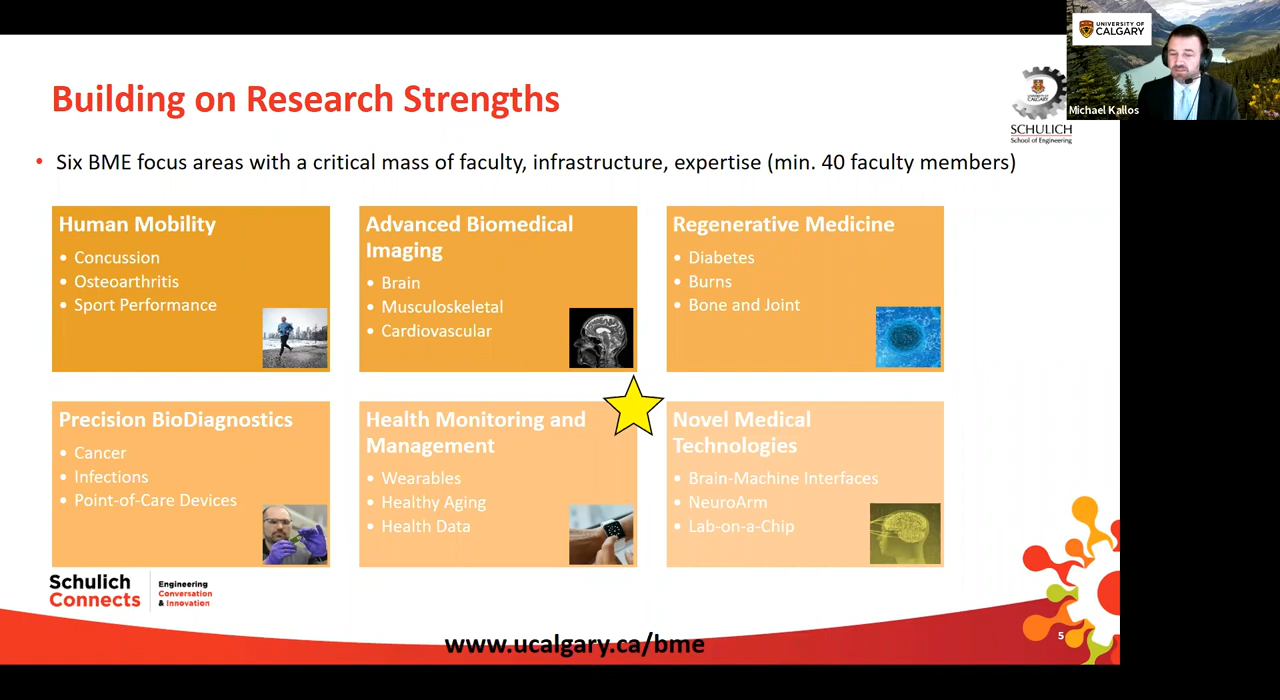 UNIVERSITY OF
CALGARY
Michael Kallos
Building on Research Strengths
UNIVERSITY OF
CALGARY
SCHULICH
School of Engineering
• Six BME focus areas with a critical mass of faculty, infrastructure, expertise (min. 40 faculty members)
Human Mobility
• Concussion
• Osteoarthritis
• Sport Performance
Advanced Biomedical
Imaging
• Brain
• Musculoskeletal
• Cardiovascular
Regenerative Medicine
• Diabetes
• Burns
• Bone and Joint
Precision BioDiagnostics
• Cancer
• Infections
• Point-of-Care Devices
Health Monitoring and
Management
• Wearables
• Healthy Aging
• Health Data
Novel Medical
Technologies
• Brain-Machine Interfaces
• NeuroArm
• Lab-on-a-Chip
Schulich
Connects
Engineering
Conversation
& Innovation
www.ucalgary.ca/bme
5